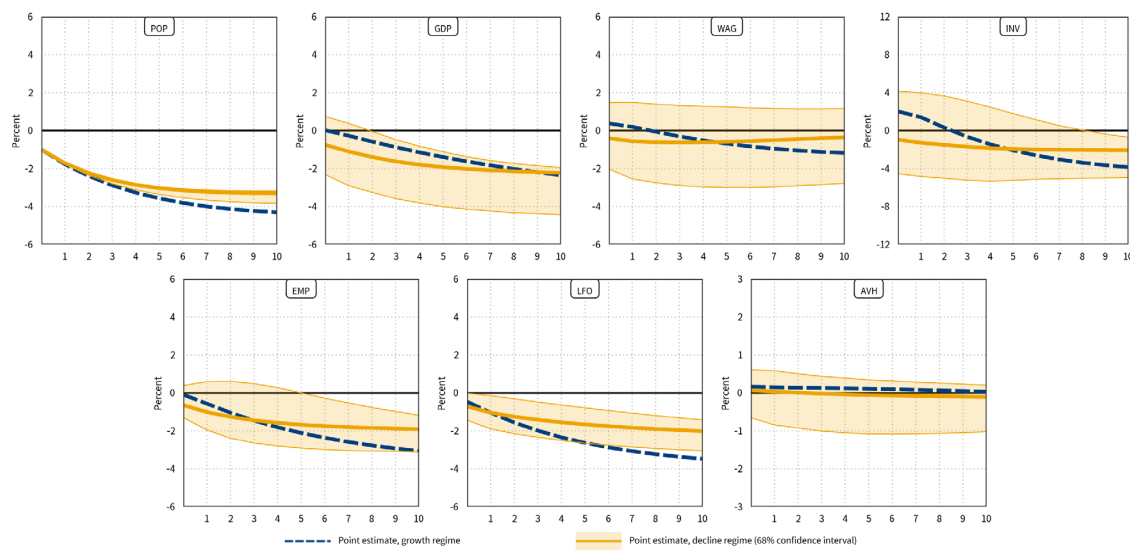 POP
GDP
WAG
INV
6 6 6 12
4 4 4 8
2 2 2 4
Percent 0 Percent 0 Percent 0 Percent 0
-2 -2 -2 -4
-4 -4 -4 -8
-6 -6 -6 -12
1 2 3 4 5 6 7 8 9 10 1 2 3 4 5 6 7 8 9 10 1 2 3 4 5 6 7 8 9 10 1 2 3 4 5 6 7 8 9 10
EMP
LFO
AVH
6 6 3
4 4 2
2 2 1
Percent 0 Percent 0 Percent 0
-2 -2 -1
-4 -4 -2
-6 -6 -3
1 2 3 4 5 6 7 8 9 10 1 2 3 4 5 6 7 8 9 10 1 2 3 4 5 6 7 8 9 10
Point estimate, growth regime
Point estimate, decline regime (68% confidence interval)